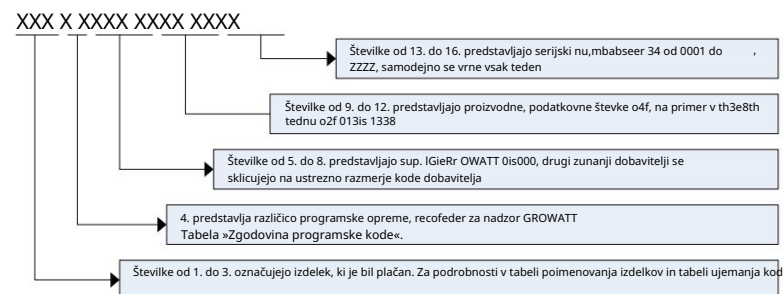 XXX X XXXX XXXX XXXX
Številke od 13. do 16. predstavljajo serijski nu,mbabseer 34 od 0001 do ,
ZZZZ, samodejno se vrne vsak teden
Številke od 9. do 12. predstavljajo proizvodne, podatkovne števke o4f, na primer v th3e8th
tednu o2f 013is 1338
Številke od 5. do 8. predstavljajo sup. lGieRr OWATT 0is000, drugi zunanji dobavitelji se
sklicujejo na ustrezno razmerje kode dobavitelja
4. predstavlja različico programske opreme, recofeder za nadzor GROWATT
Tabela »Zgodovina programske kode«.
Številke od 1. do 3. označujejo izdelek, ki je bil plačan. Za podrobnosti v tabeli poimenovanja izdelkov in tabeli ujemanja kod